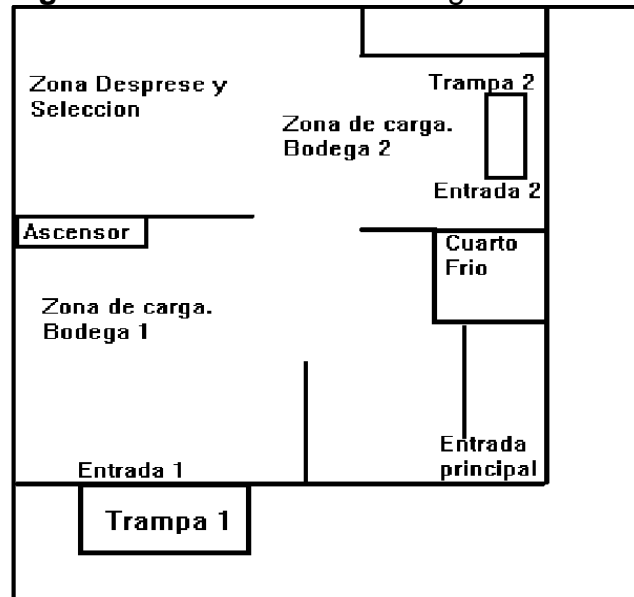 Zona Desprese y
Seleccion
Trampa 2
Zona de carga.
Bodega 2
Entrada 2
Ascensor
Cuarto
Frio
Zona de carga.
Bodega 1
Entrada 1
Entrada
principal
Trampa 1